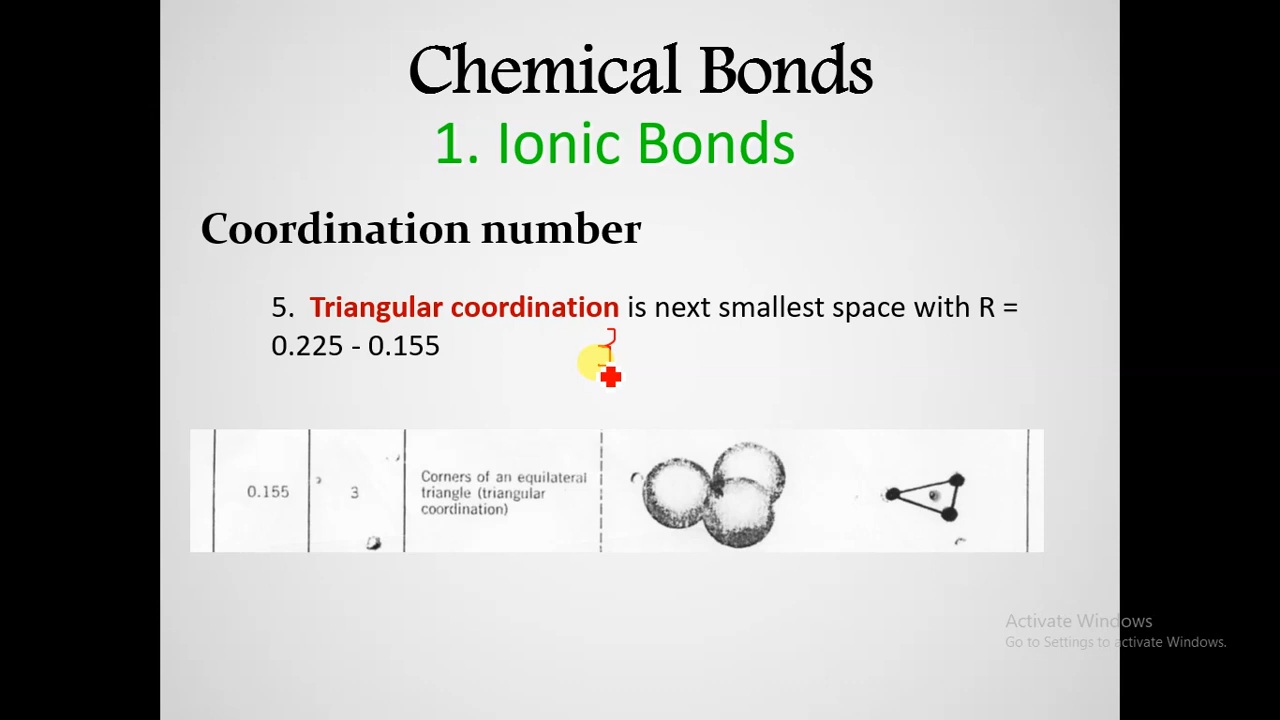 Chemical Bonds
1. Ionic Bonds
Coordination number
5. Triangular coordination is next smallest space with R =
0.225 - 0.155
0.155
3
Corners of an equilateral
triangle (triangular
coordination)
Activate Windows
Go to Settings to activate Windows.